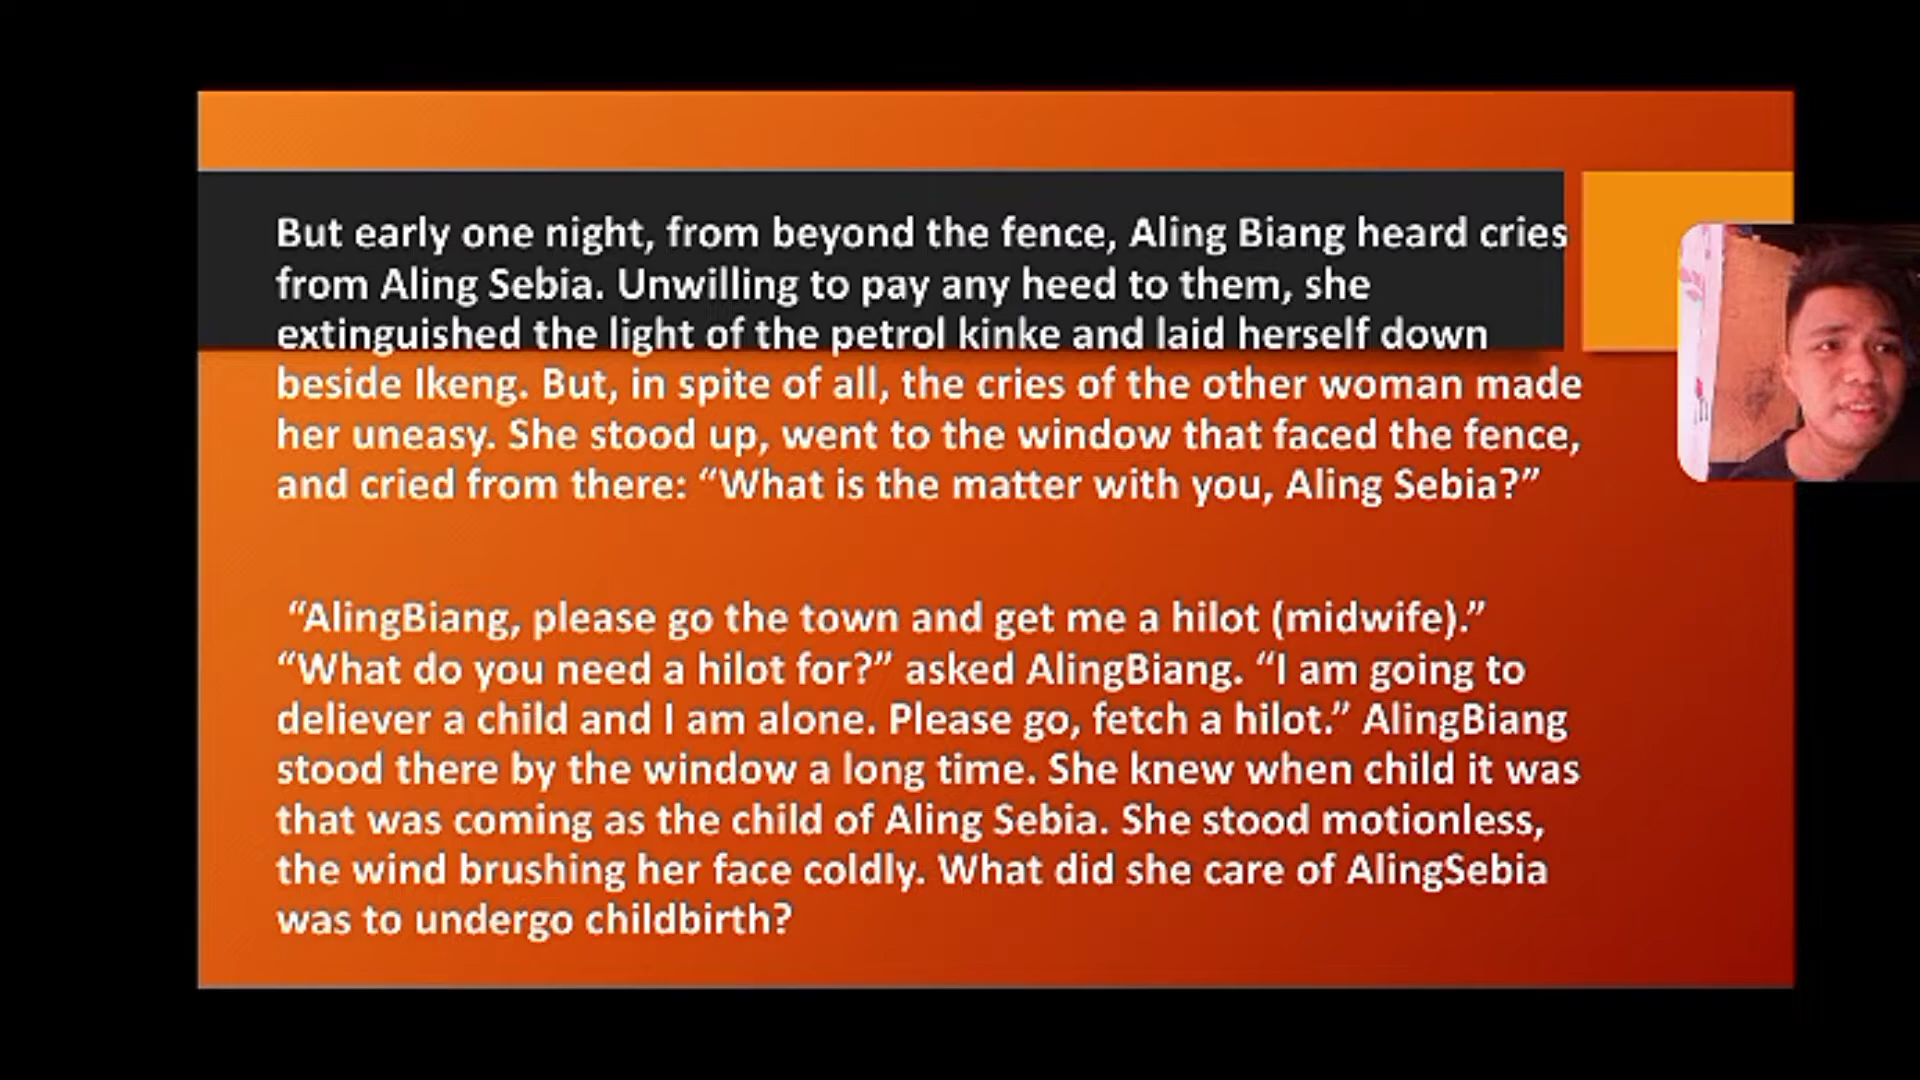 But early one night, from beyond the fence, Aling Biang heard cries
from Aling Sebia. Unwilling to pay any heed to them, she
extinguished the light of the petrol kinke and laid herself down
beside Ikeng. But, in spite of all, the cries of the other woman made
her uneasy. She stood up, went to the window that faced the fence,
and cried from there: “What is the matter with you, Aling Sebia?”
“AlingBiang, please go the town and get me a hilot (midwife).”
“What do you need a hilot for?” asked AlingBiang. “I am going to
deliever a child and I am alone. Please go, fetch a hilot.” AlingBiang
stood there by the window a long time. She knew when child it was
that was coming as the child of Aling Sebia. She stood motionless,
the wind brushing her face coldly. What did she care of AlingSebia
was to undergo childbirth?